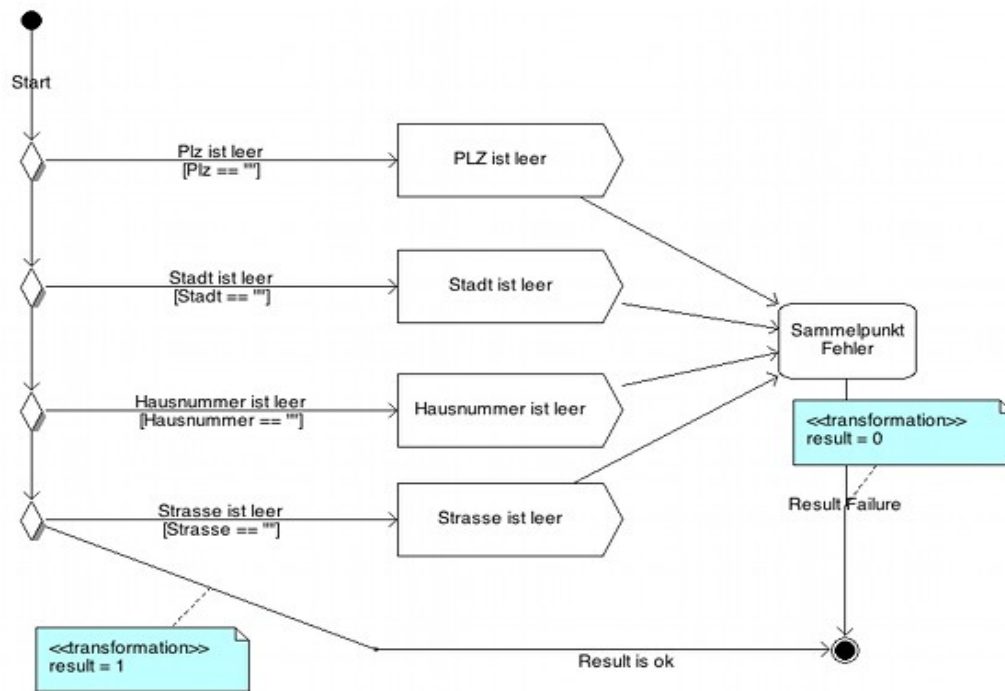 Start
Plz ist leer
[Plz == ""]
PLZ ist leer
Stadt ist leer
[Stadt == ""]
Stadt ist leer
Sammelpunkt
Fehler
Hausnummer ist leer
[Hausnummer == ""]
Hausnummer ist leer
<<transformation>>
result = 0
Strasse ist leer
[Strasse == ""]
Strasse ist leer
Result Failure
<<transformation>>
result = 1
Result is ok